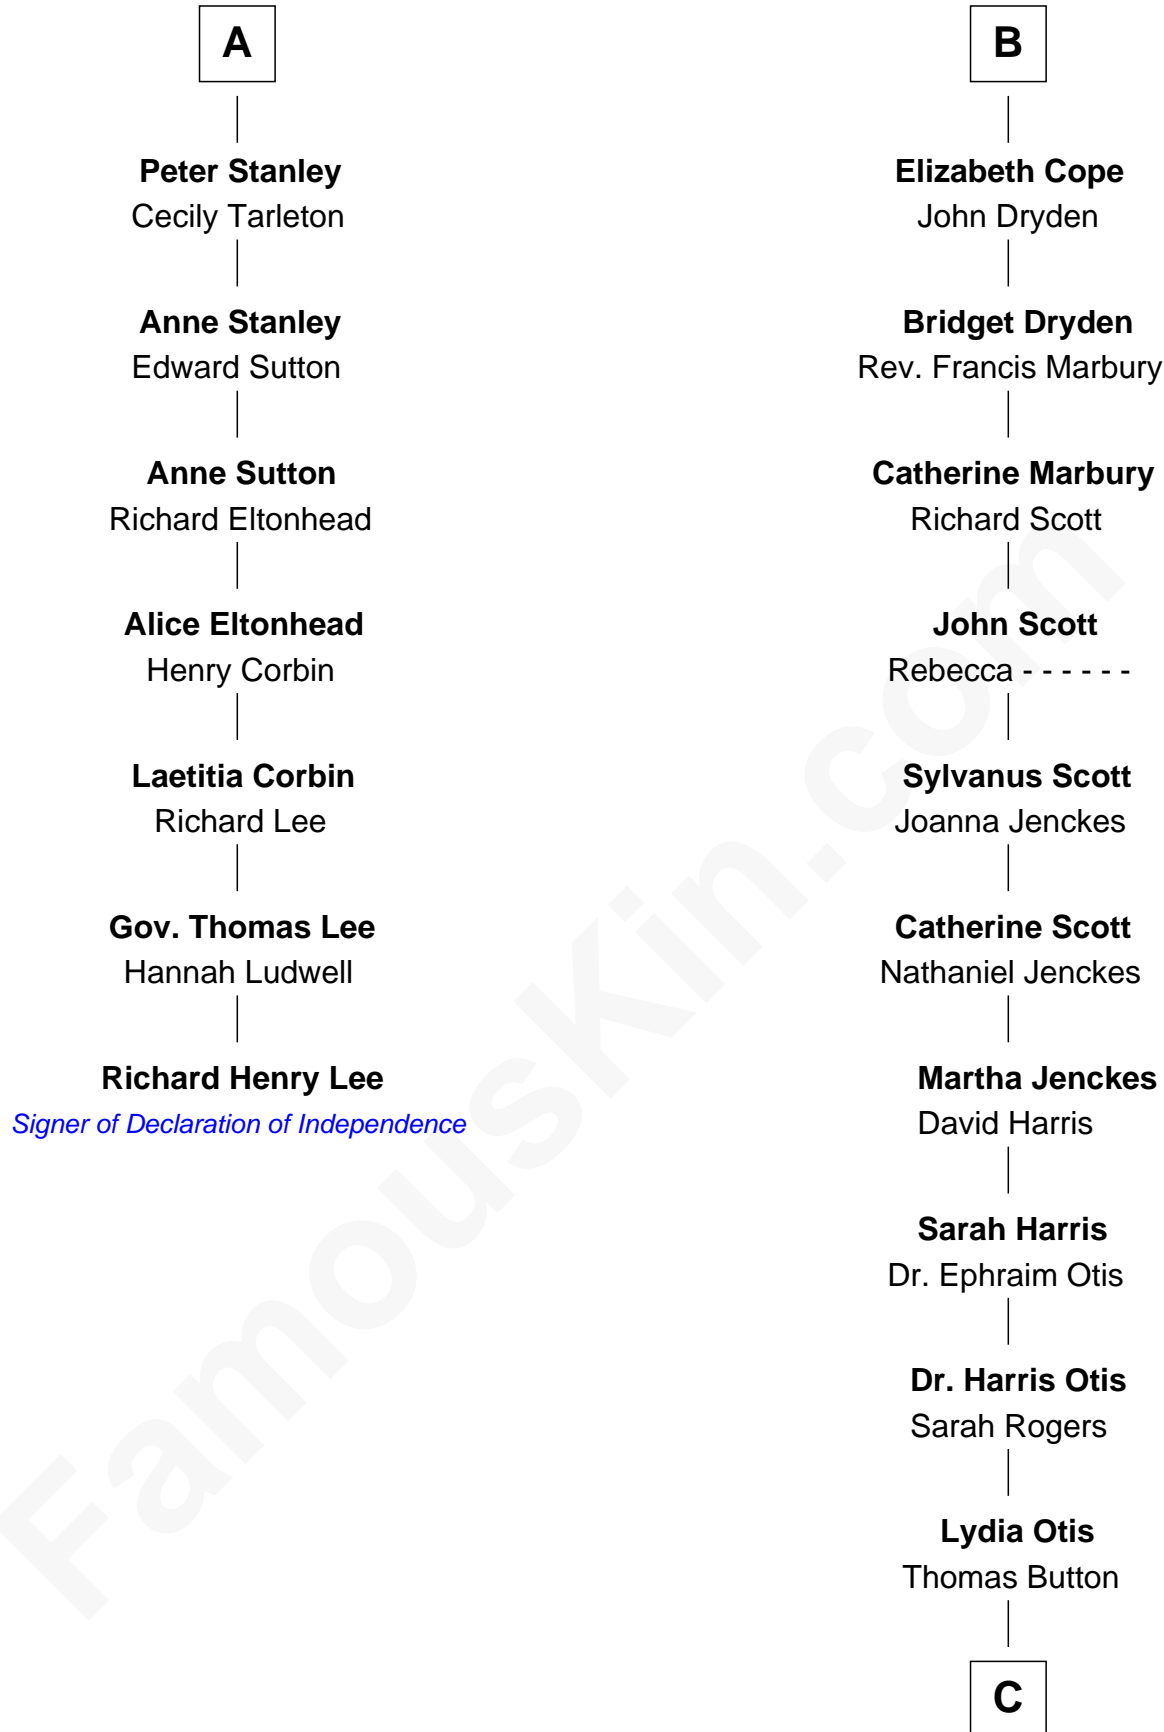 A
Peter Stanley
Cecily Tarleton
Anne Stanley
Edward Sutton
Anne Sutton
Richard Eltonhead
Alice Eltonhead
Henry Corbin
Laetitia Corbin
Richard Lee
Gov. Thomas Lee
Hannah Ludwell
Richard Henry Lee
Signer of Declaration of Independence
B
Elizabeth Cope
John Dryden
Bridget Dryden
Rev. Francis Marbury
Catherine Marbury
Richard Scott
John Scott
Rebecca - - - - - -
Sylvanus Scott
Joanna Jenckes
Catherine Scott
Nathaniel Jenckes
Martha Jenckes
David Harris
Sarah Harris
Dr. Ephraim Otis
Dr. Harris Otis
Sarah Rogers
Lydia Otis
Thomas Button
C
FamousKin.com